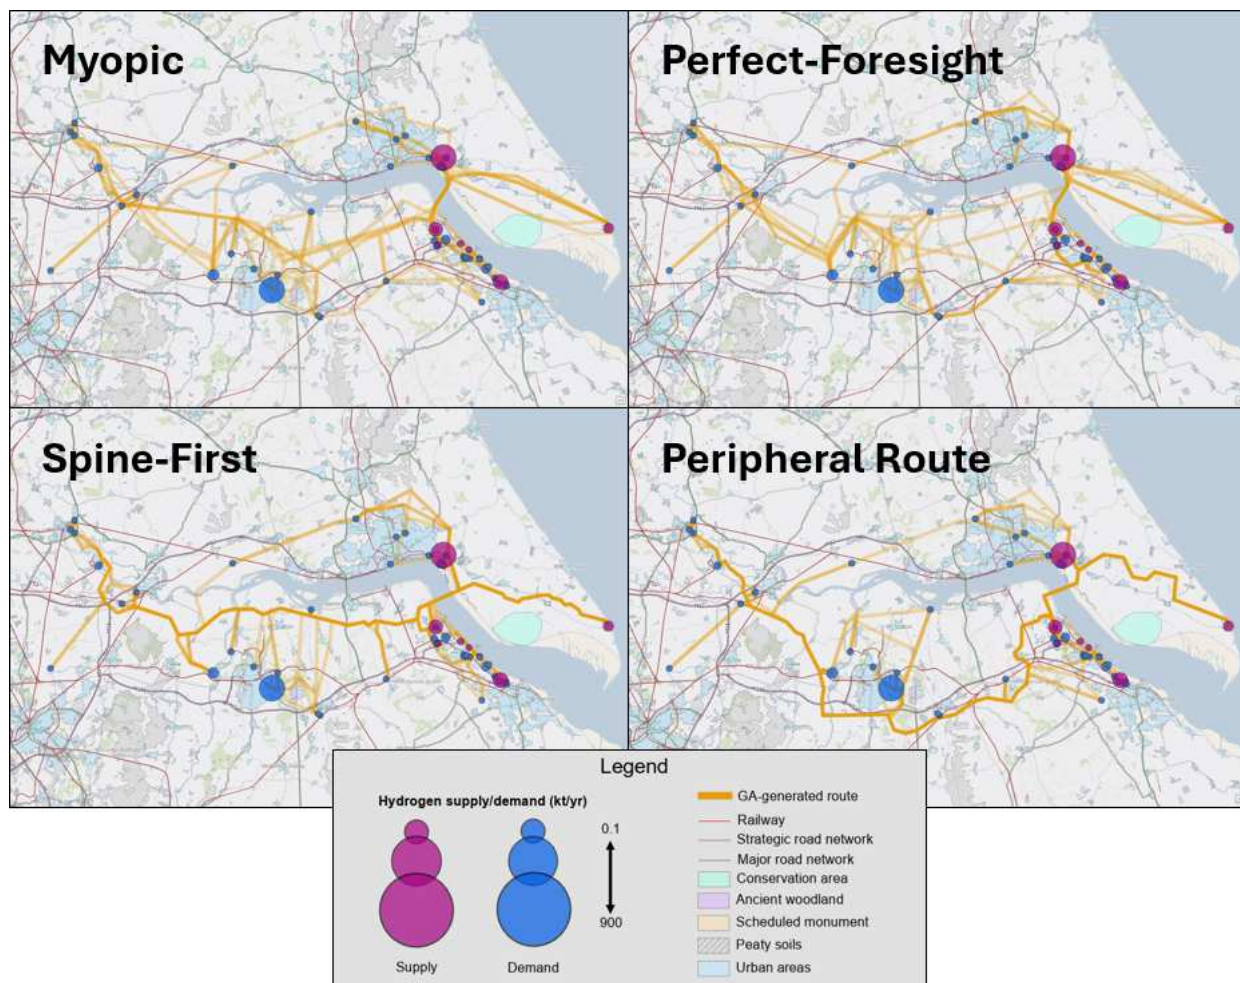 Myopic
Perfect-Foresight
Spine-First
Peripheral Route
Legend
Hydrogen supply/demand (kt/yr)
0.1
900
Supply
Demand
GA-generated route
Railway
Strategic road network
Major road network
Conservation area
Ancient woodland
Scheduled monument
Peaty soils
Urban areas